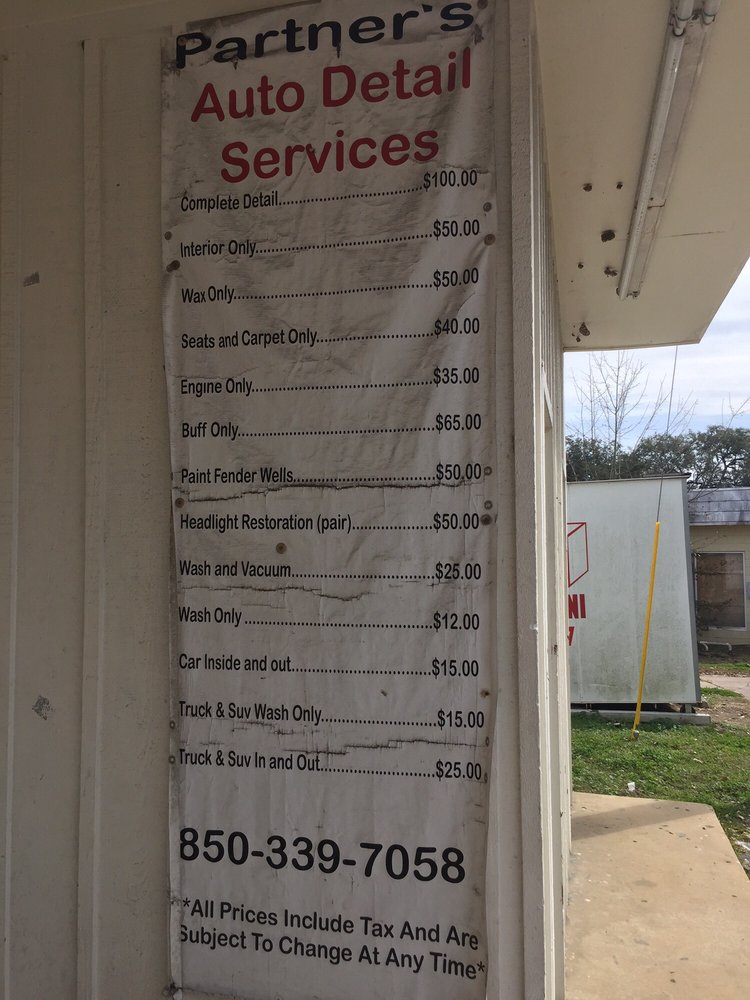 Partner's
Auto Detail
Services
Complete Detail..........................$100.00
Interior Only...............................$50.00
Wax Only...................................$50.00
Seats and Carpet Only....................$40.00
Engine Only................................$35.00
Buff Only...................................$65.00
Paint Fender Wells........................$50.00
Headlight Restoration (pair)...............$50.00
Wash and Vacuum..........................$25.00
Wash Only..................................$12.00
Car Inside and out.........................$15.00
Truck & Suv Wash Only....................$15.00
Truck & Suv In and Out....................$25.00
850-339-7058
*All Prices Include Tax And Are
Subject To Change At Any Time*
NI